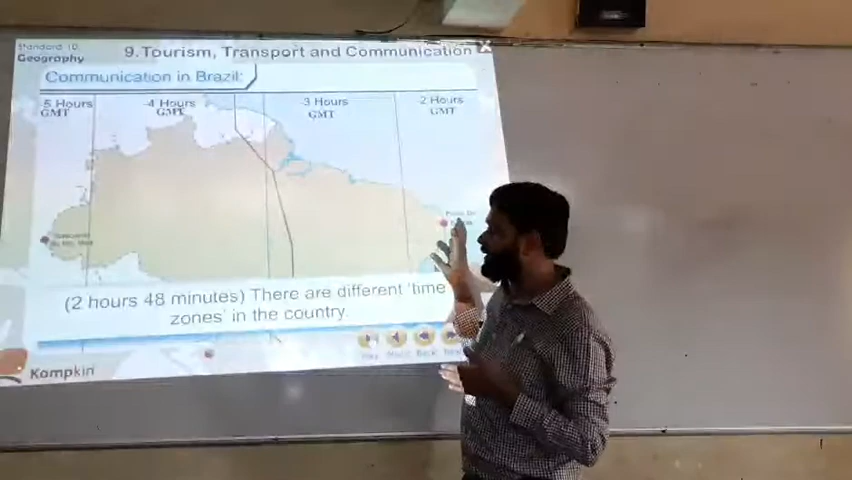 Standard 10
Geography
9.Tourism, Transport and Communication
Communication in Brazil:
5 Hours
GMT
-4 Hours
GMT
-3 Hours
GMT
-2 Hours
GMT
(2 hours 48 minutes) There are different 'time
zones' in the country.
Back
Kompkin